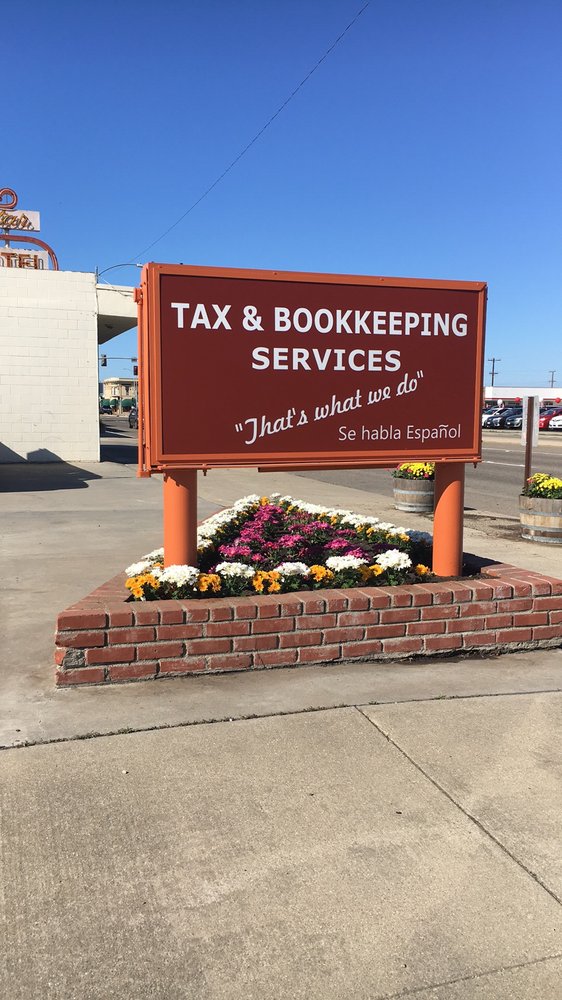 TAX & BOOKKEEPING
SERVICES
"That's what we do"
Se habla Español